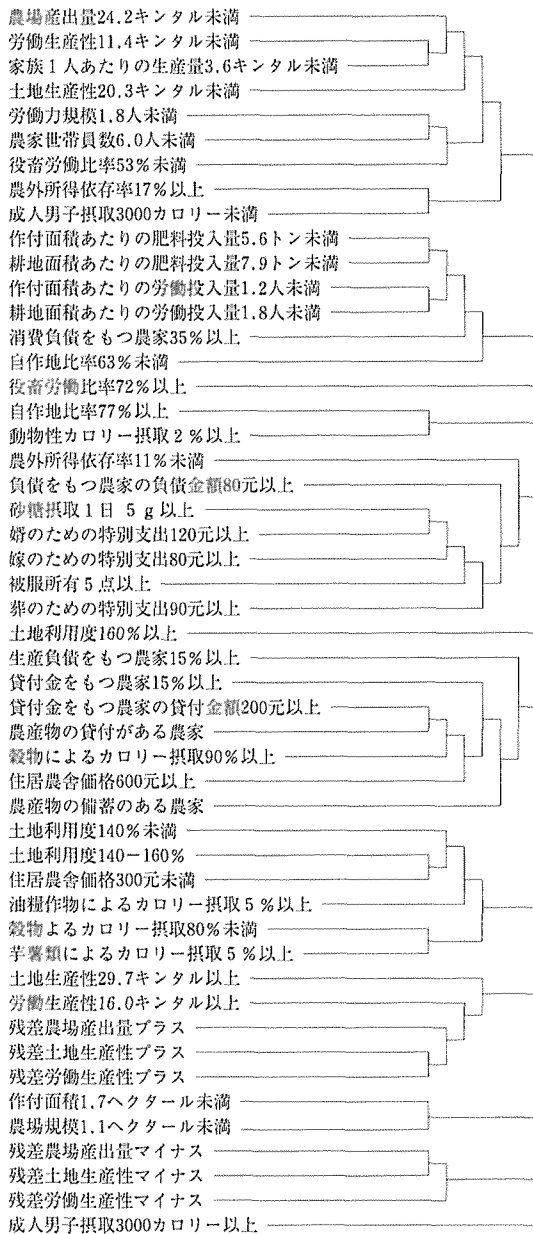 農場産出量24.2キンタル未満
労働生産性11.4キンタル未満
家族1人あたりの生産量3.6キンタル未満
土地生産性20.3キンタル未満
労働力規模1.8人未満
農家世帯員数6.0人未満
役畜労働比率53%未満
農外所得依存率17%以上
成人男子摂取3000カロリー未満
作付面積あたりの肥料投入量5.6トン未満
耕地面積あたりの肥料投入量7.9トン未満
作付面積あたりの労働投入量1.2人未満
耕地面積あたりの労働投入量1.8人未満
消費負債をもつ農家35%以上
自作地比率63%未満
役畜労働比率72%以上
自作地比率77%以上
動物性カロリー摂取2%以上
農外所得依存率11%未満
負債をもつ農家の負債金額80元以上
砂糖摂取1日 5g以上
婿のための特別支出120元以上
嫁のための特別支出80元以上
被服所有5点以上
葬のための特別支出90元以上
土地利用度160%以上
生産負債をもつ農家15%以上
貸付金をもつ農家15%以上
貸付金をもつ農家の貸付金額200元以上
農産物の貸付がある農家
穀物によるカロリー摂取90%以上
住居農舎価格600元以上
農産物の備蓄のある農家
土地利用度140%未満
土地利用度140-160%
住居農舎価格300元未満
油糧作物によるカロリー摂取5%以上
穀物よるカロリー摂取80%未満
芋薯類によるカロリー摂取5%以上
土地生産性29.7キンタル以上
労働生産性16.0キンタル以上
残差農場産出量プラス
残差土地生産性プラス
残差労働生産性プラス
作付面積1.7ヘクタール未満
農場規模1.1ヘクタール未満
残差農場産出量マイナス
残差土地生産性マイナス
残差労働生産性マイナス
成人男子摂取3000カロリー以上